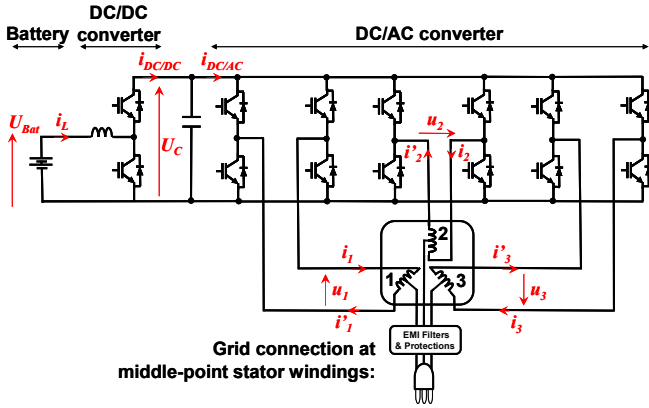 DC/DC
Battery converter
DC/AC converter
i_DC/DC
i_DC/AC
U_Bat
i_L
U_C
u_2
i'_2
i_2
2
i_1
1
3
i'_3
u_1
u_3
i'_1
i_3
EMI Filters
& Protections
Grid connection at
middle-point stator windings: